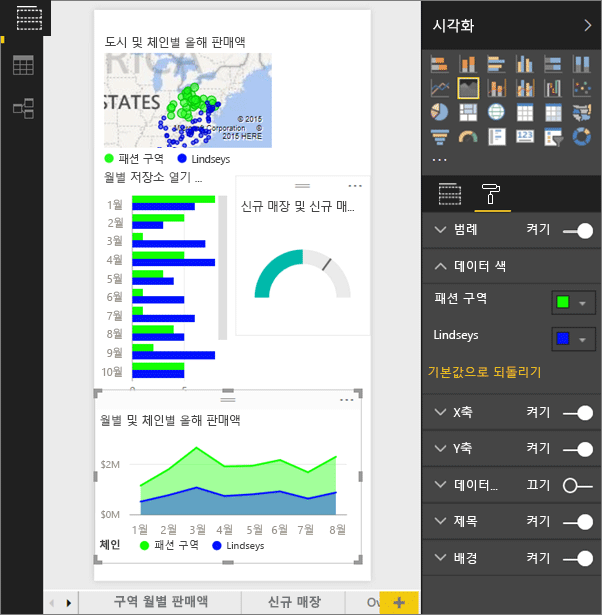 도시 및 체인별 올해 판매액
STATES
© 2015
Microsoft Corporation ©
2015 HERE
패션 구역 Lindseys
월별 저장소 열기 ...
1월
2월
3월
4월
5월
6월
7월
8월
9월
10월
신규 매장 및 신규 매...
월별 및 체인별 올해 판매액
$2M
$0M
1월 2월 3월 4월 5월 6월 7월 8월
체인 패션 구역 Lindseys
구역 월별 판매액 신규 매장 Ov
시각화
123
범례 켜기
데이터 색
패션 구역
Lindseys
기본값으로 되돌리기
X축 켜기
Y축 켜기
데이터... 끄기
제목 켜기
배경 켜기